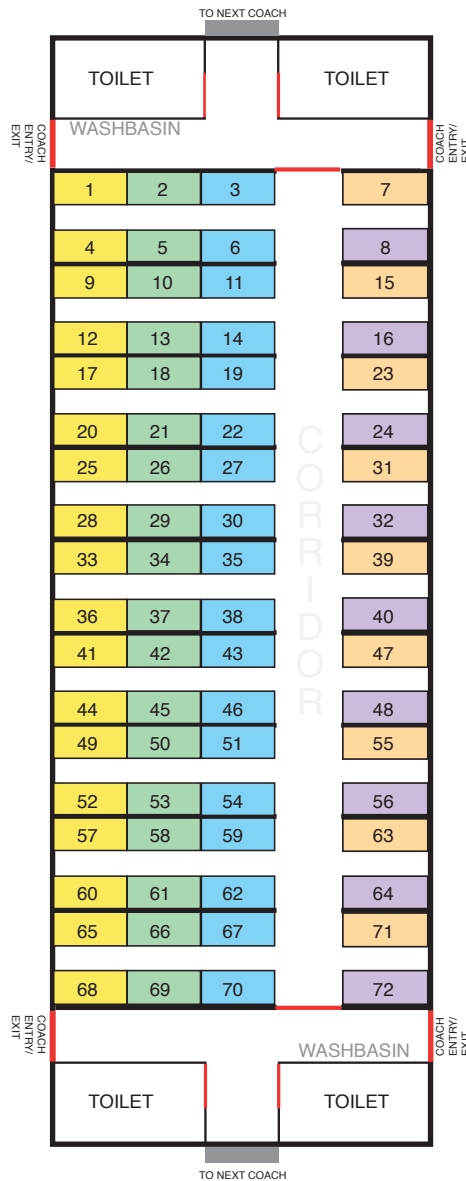 TO NEXT COACH
TOILET TOILET
WASHBASIN
COACH
ENTRY/
EXIT
COACH
ENTRY/
EXIT
1 2 3 7
4 5 6 8
9 10 11 15
12 13 14 16
17 18 19 23
20 21 22 24
25 26 27 31
28 29 30 32
33 34 35 39
36 37 38 40
41 42 43 47
44 45 46 48
49 50 51 55
52 53 54 56
57 58 59 63
60 61 62 64
65 66 67 71
68 69 70 72
CORRIDOR
COACH
ENTRY/
EXIT
COACH
ENTRY/
EXIT
WASHBASIN
TOILET TOILET
TO NEXT COACH